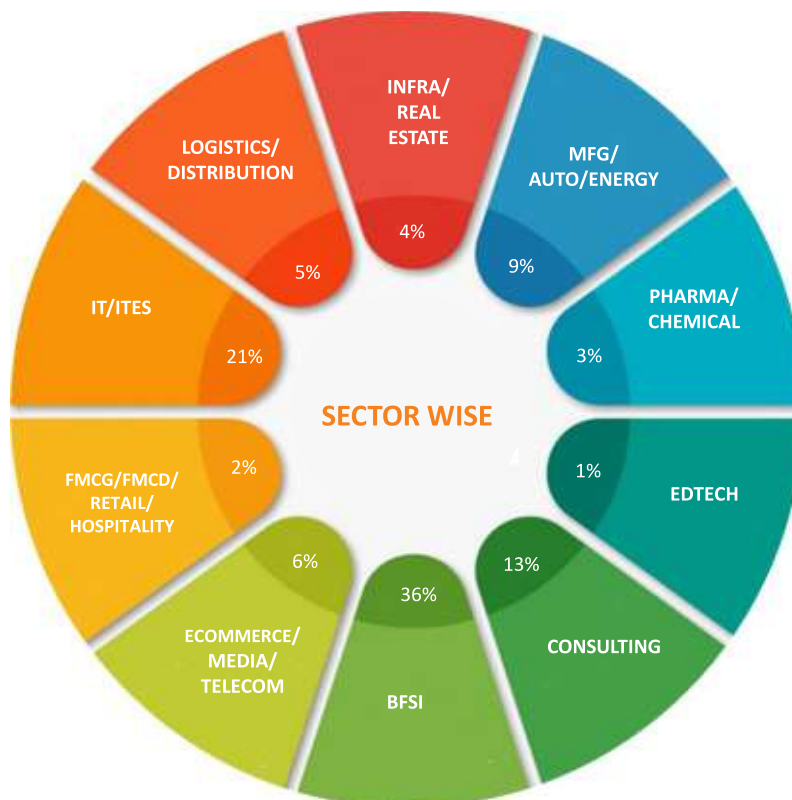 INFRA/
REAL
ESTATE
4%
MFG/
AUTO/ENERGY
9%
PHARMA/
CHEMICAL
3%
EDTECH
1%
CONSULTING
13%
BFSI
36%
ECOMMERCE/
MEDIA/
TELECOM
6%
FMCG/FMCD/
RETAIL/
HOSPITALITY
2%
IT/ITES
21%
LOGISTICS/
DISTRIBUTION
5%
SECTOR WISE